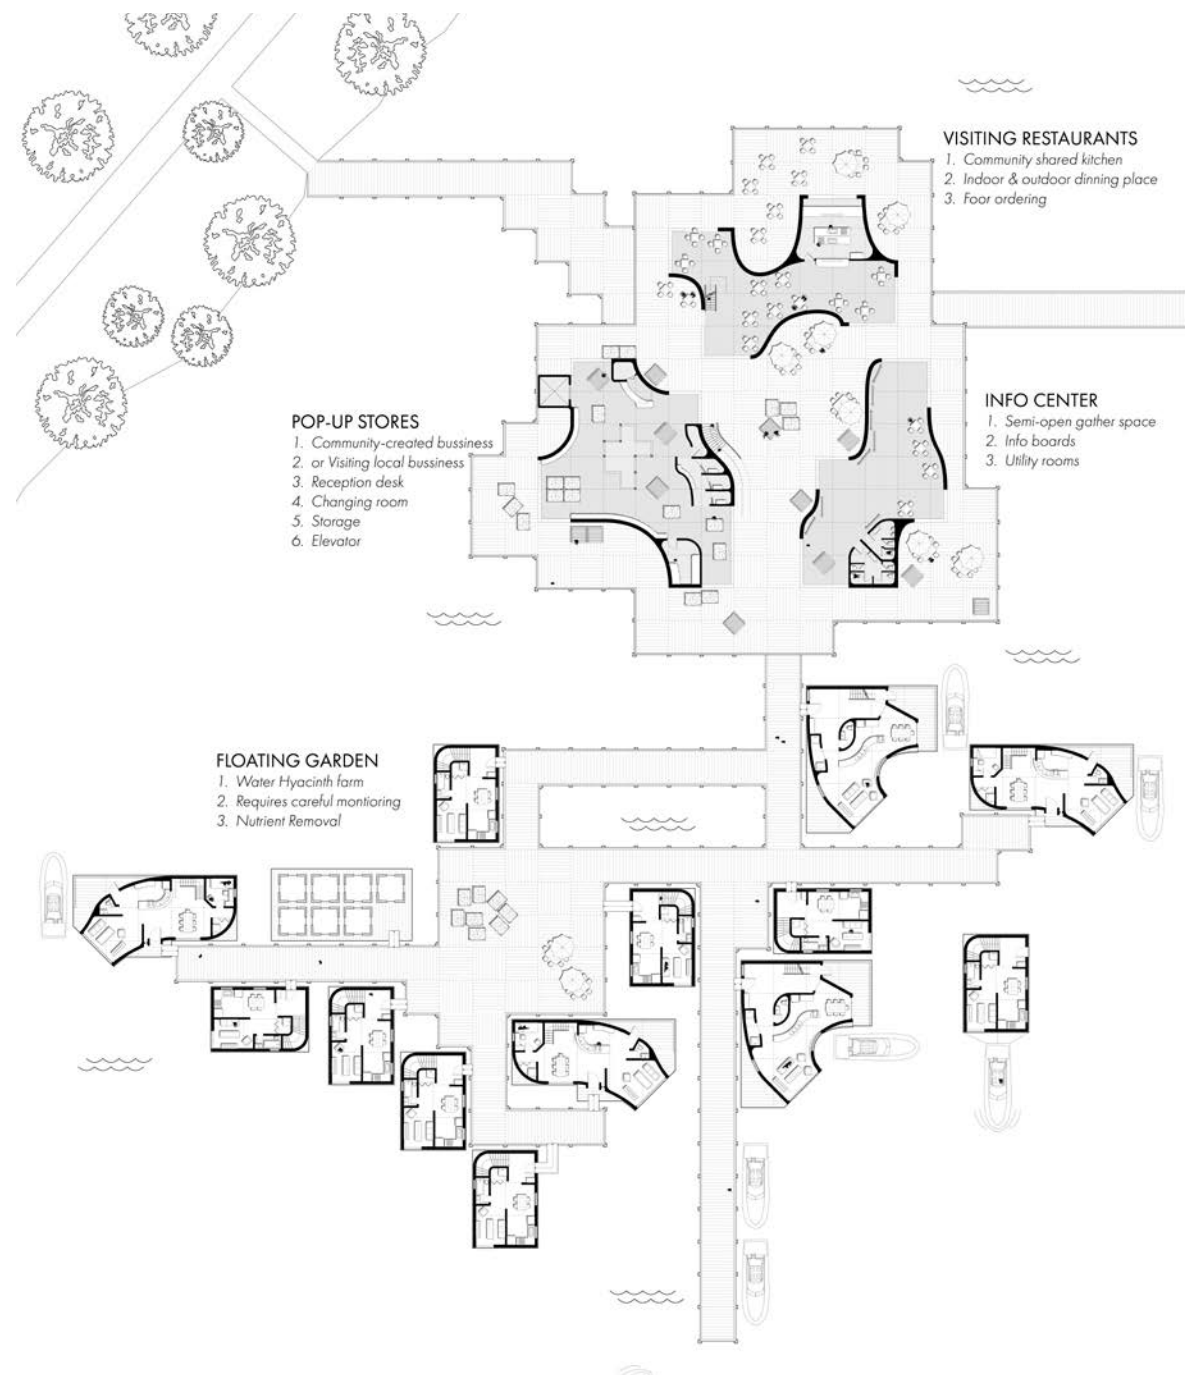 VISITING RESTAURANTS
1. Community shared kitchen
2. Indoor & outdoor dinning place
3. Foor ordering
POP-UP STORES
1. Community-created bussiness
2. or Visiting local bussiness
3. Reception desk
4. Changing room
5. Storage
6. Elevator
INFO CENTER
1. Semi-open gather space
2. Info boards
3. Utility rooms
FLOATING GARDEN
1. Water Hyacinth farm
2. Requires careful montioring
3. Nutrient Removal